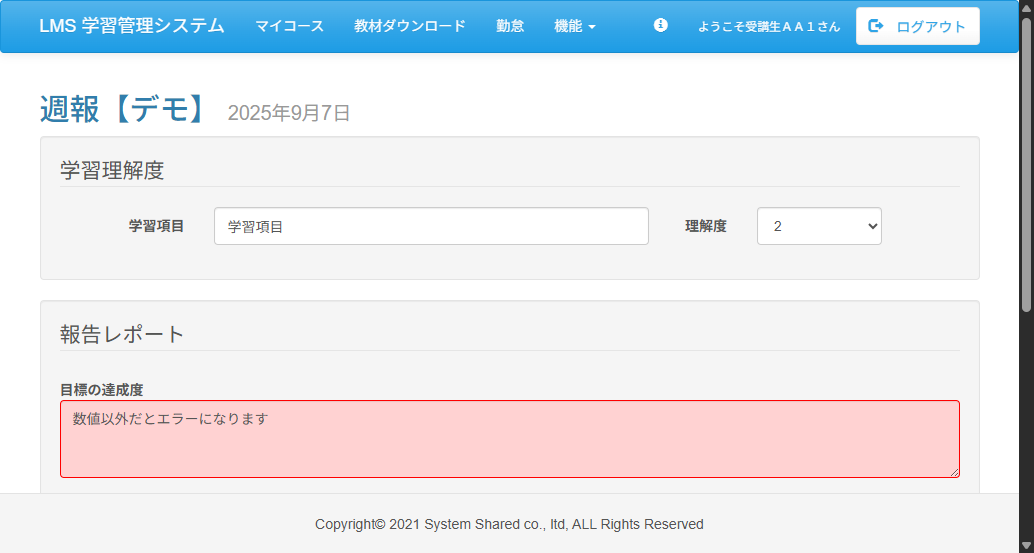 LMS 学習管理システム マイコース 教材ダウンロード 勤怠 機能 ようこそ受講生ＡＡ１さん ログアウト
週報【デモ】 2025年9月7日
学習理解度
学習項目 学習項目 理解度 2
報告レポート
目標の達成度
数値以外だとエラーになります
Copyright© 2021 System Shared co., ltd, ALL Rights Reserved